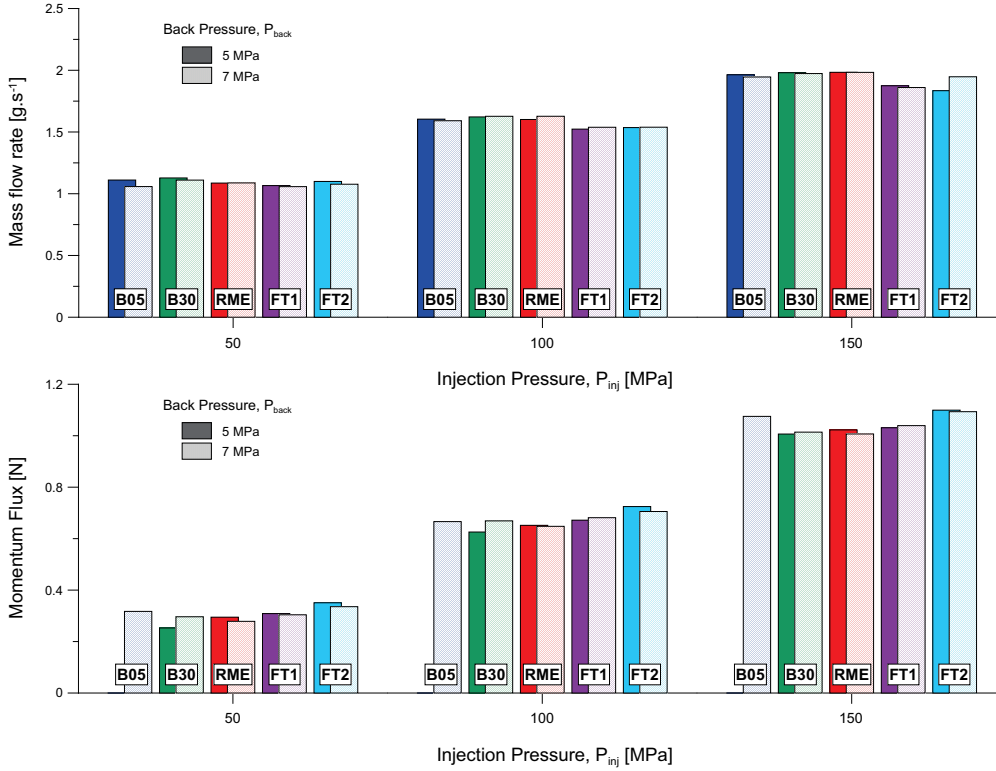 2.5
Back Pressure, P_back
5 MPa
7 MPa
2
1.5
1
0.5
0
Mass flow rate [g.s⁻¹]
B05 B30 RME FT1 FT2 B05 B30 RME FT1 FT2 B05 B30 RME FT1 FT2
50 100 150
Injection Pressure, P_inj [MPa]
1.2
Back Pressure, P_back
5 MPa
7 MPa
0.8
0.4
0
Momentum Flux [N]
B05 B30 RME FT1 FT2 B05 B30 RME FT1 FT2 B05 B30 RME FT1 FT2
50 100 150
Injection Pressure, P_inj [MPa]